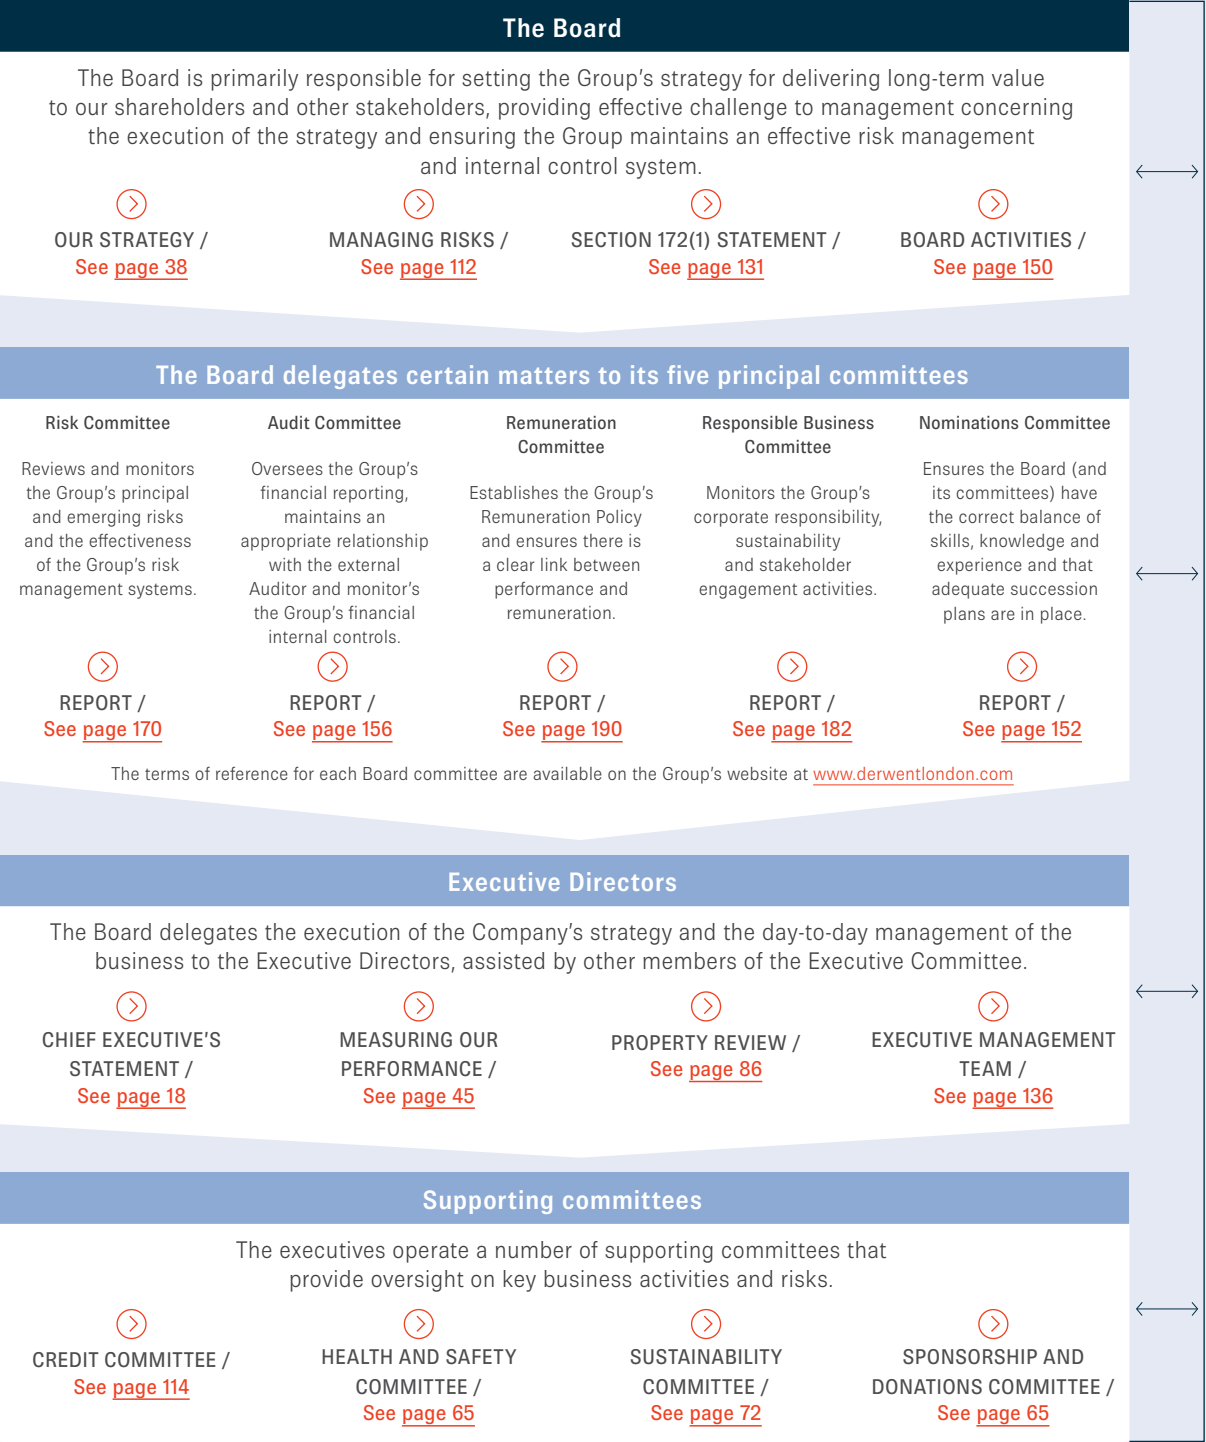 The Board
The Board is primarily responsible for setting the Group's strategy for delivering long-term value
to our shareholders and other stakeholders, providing effective challenge to management concerning
the execution of the strategy and ensuring the Group maintains an effective risk management
and internal control system.
OUR STRATEGY /
See page 38
MANAGING RISKS /
See page 112
SECTION 172(1) STATEMENT /
See page 131
BOARD ACTIVITIES /
See page 150
The Board delegates certain matters to its five principal committees
Risk Committee
Reviews and monitors
the Group's principal
and emerging risks
and the effectiveness
of the Group's risk
management systems.
REPORT /
See page 170
Audit Committee
Oversees the Group's
financial reporting,
maintains an
appropriate relationship
with the external
Auditor and monitor's
the Group's financial
internal controls.
REPORT /
See page 156
Remuneration
Committee
Establishes the Group's
Remuneration Policy
and ensures there is
a clear link between
performance and
remuneration.
REPORT /
See page 190
Responsible Business
Committee
Monitors the Group's
corporate responsibility,
sustainability
and stakeholder
engagement activities.
REPORT /
See page 182
Nominations Committee
Ensures the Board (and
its committees) have
the correct balance of
skills, knowledge and
experience and that
adequate succession
plans are in place.
REPORT /
See page 152
The terms of reference for each Board committee are available on the Group's website at www.derwentlondon.com
Executive Directors
The Board delegates the execution of the Company's strategy and the day-to-day management of the
business to the Executive Directors, assisted by other members of the Executive Committee.
CHIEF EXECUTIVE'S
STATEMENT /
See page 18
MEASURING OUR
PERFORMANCE /
See page 45
PROPERTY REVIEW /
See page 86
EXECUTIVE MANAGEMENT
TEAM /
See page 136
Supporting committees
The executives operate a number of supporting committees that
provide oversight on key business activities and risks.
CREDIT COMMITTEE /
See page 114
HEALTH AND SAFETY
COMMITTEE /
See page 65
SUSTAINABILITY
COMMITTEE /
See page 72
SPONSORSHIP AND
DONATIONS COMMITTEE /
See page 65